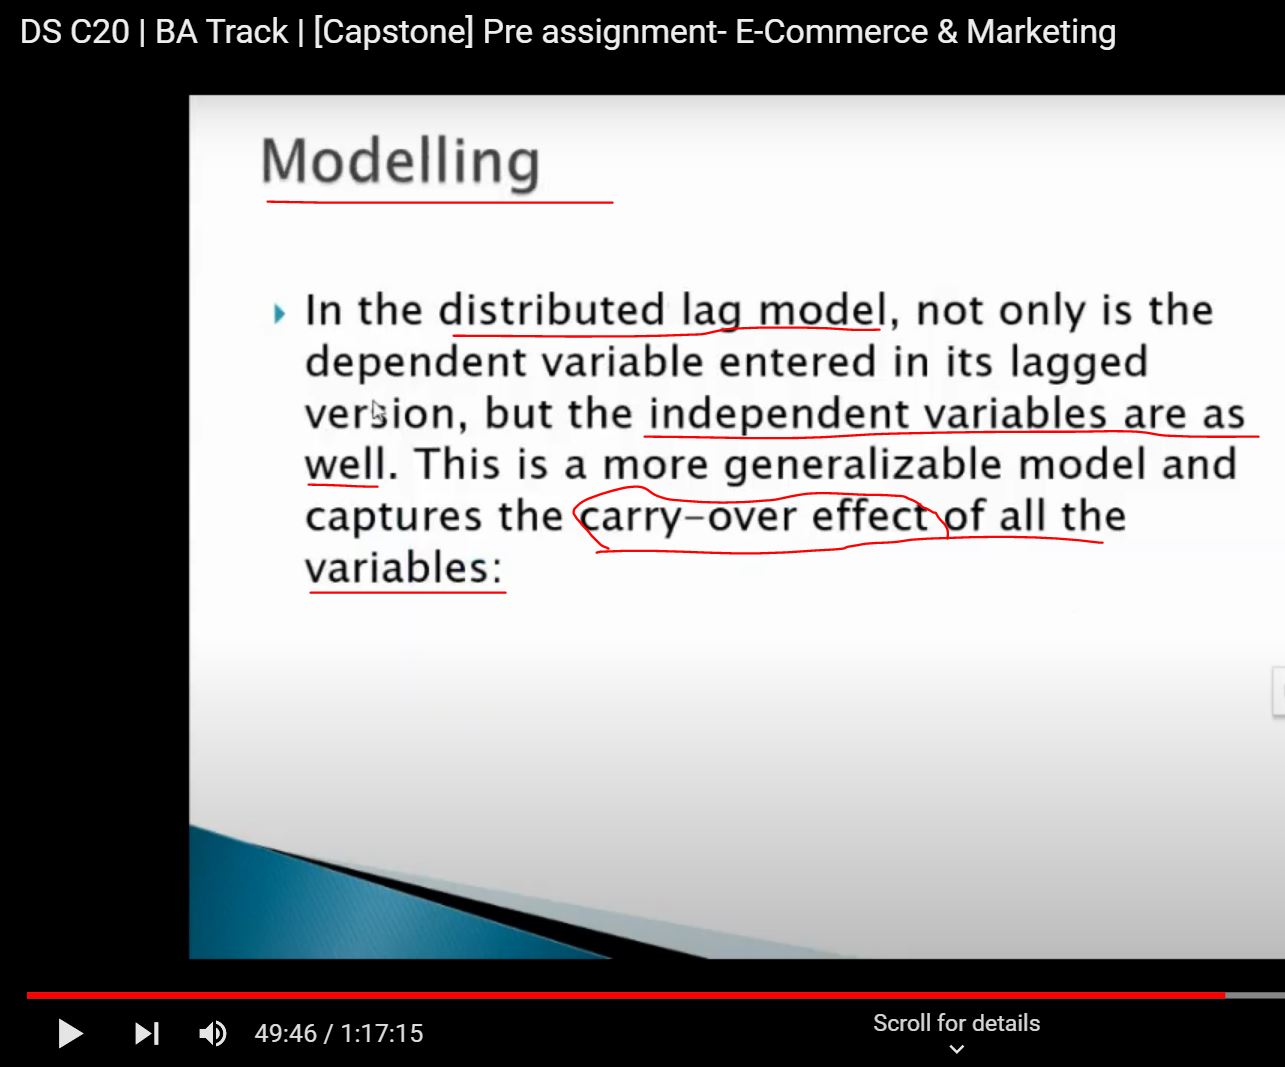 DS C20 | BA Track | [Capstone] Pre assignment- E-Commerce & Marketing
Modelling
In the distributed lag model, not only is the
dependent variable entered in its lagged
version, but the independent variables are as
well. This is a more generalizable model and
captures the carry-over effect of all the
variables:
49:46 / 1:17:15
Scroll for details